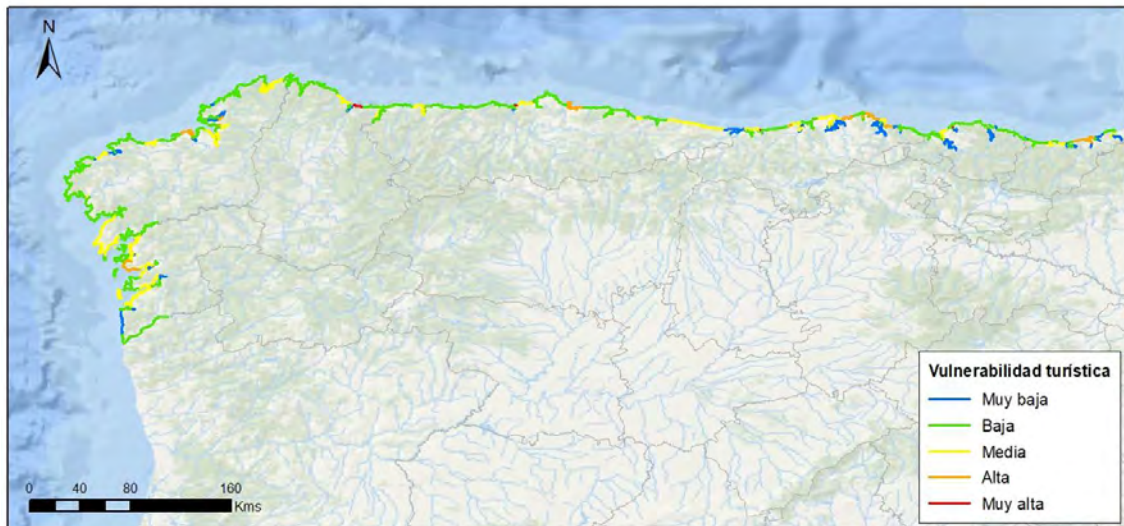 N
Vulnerabilidad turística
Muy baja
Baja
Media
Alta
Muy alta
0 40 80 160
Kms